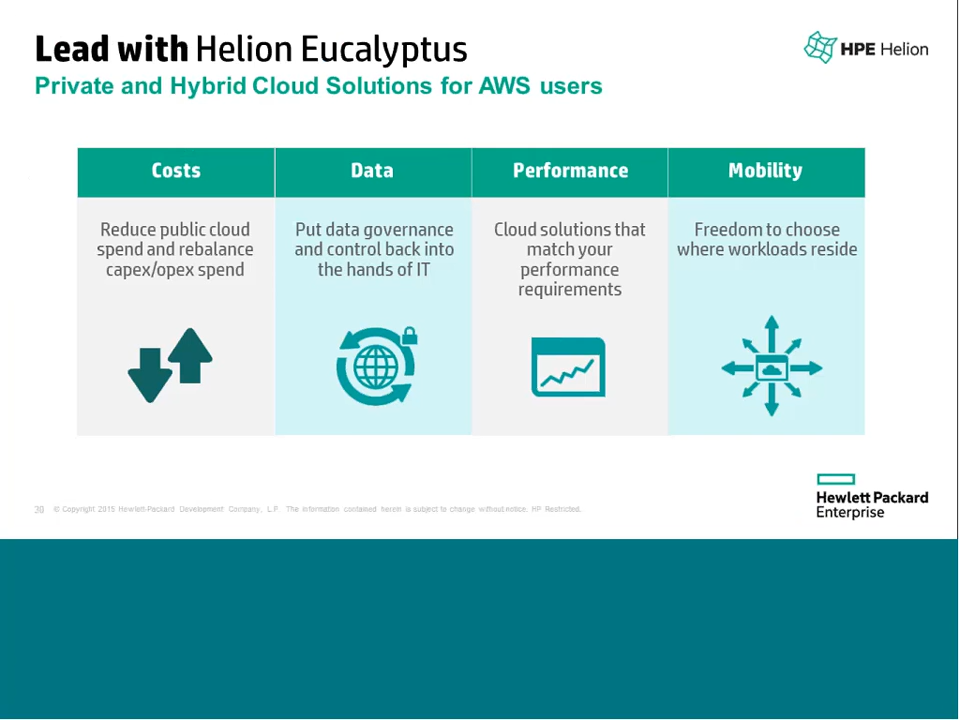 Lead with Helion Eucalyptus
HPE Helion
Private and Hybrid Cloud Solutions for AWS users
Costs
Data
Performance
Mobility
Reduce public cloud
spend and rebalance
capex/opex spend
Put data governance
and control back into
the hands of IT
Cloud solutions that
match your
performance
requirements
Freedom to choose
where workloads reside
Hewlett Packard
Enterprise
© Copyright 2015 Hewlett-Packard Development Company, L.P. The information contained herein is subject to change without notice. HP Restricted.